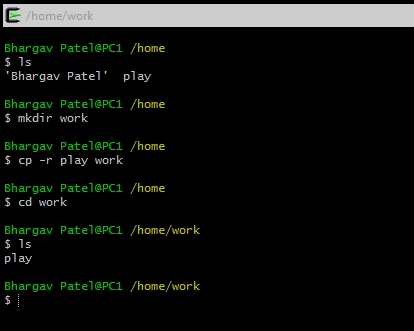 /home/work
Bhargav Patel@PC1 /home
$ ls
'Bhargav Patel'  play
Bhargav Patel@PC1 /home
$ mkdir work
Bhargav Patel@PC1 /home
$ cp -r play work
Bhargav Patel@PC1 /home
$ cd work
Bhargav Patel@PC1 /home/work
$ ls
play
Bhargav Patel@PC1 /home/work
$